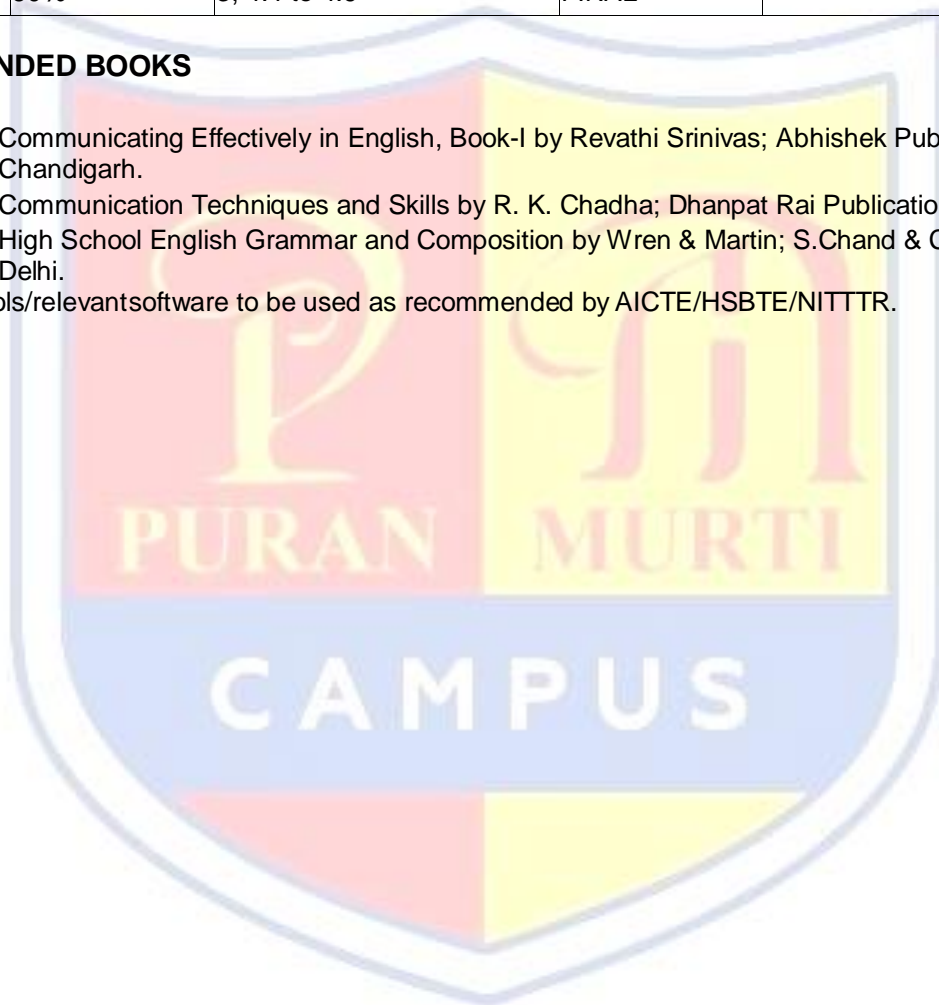 NDED BOOKS
Communicating Effectively in English, Book-I by Revathi Srinivas; Abhishek Pub
Chandigarh.
Communication Techniques and Skills by R. K. Chadha; Dhanpat Rai Publicatio
High School English Grammar and Composition by Wren & Martin; S.Chand & C
Delhi.
ols/relevantsoftware to be used as recommended by AICTE/HSBTE/NITTTR.
PURAN MURTI
CAMPUS